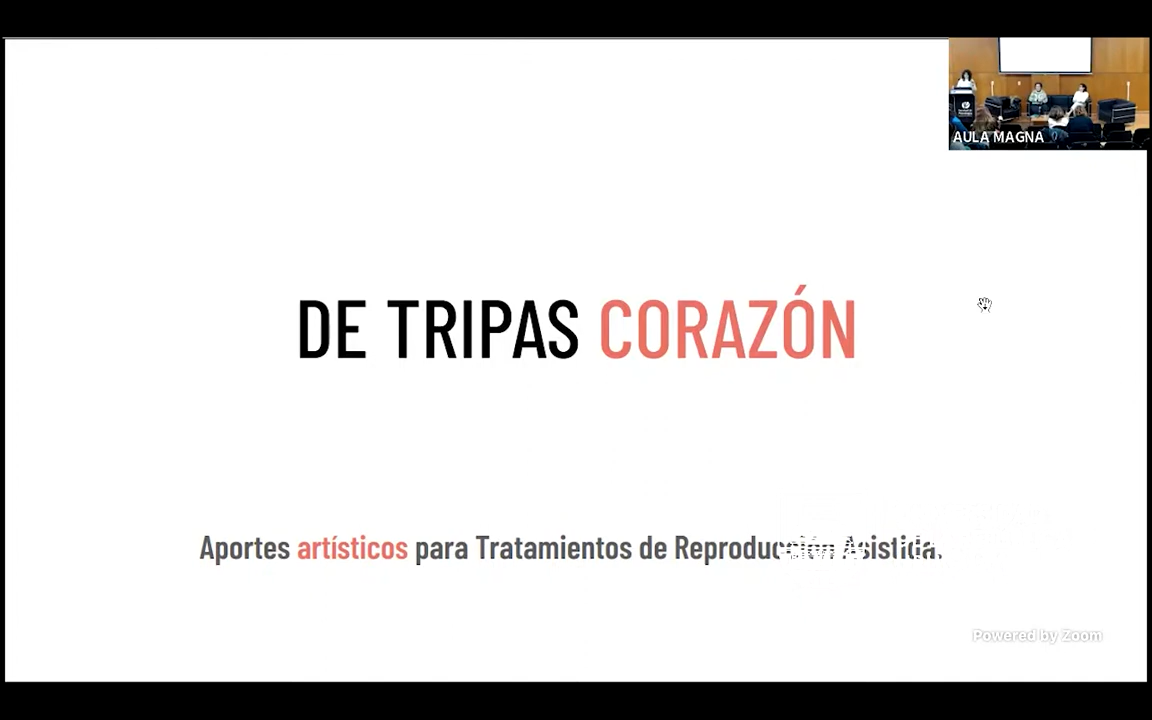 AULA MAGNA
DE TRIPAS CORAZÓN
Aportes artísticos para Tratamientos de Reproducción Asistida.
Powered by Zoom